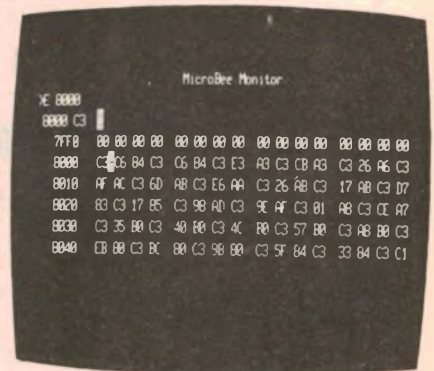 MicroBee Monitor
>E 8000
8000 C3
7FF0 00 00 00 00 00 00 00 00 00 00 00 00 00 00 00 00
8000 C3 C6 84 C3 C6 84 C3 E3 A3 C3 CB A3 C3 26 A6 C3
8010 AF AC C3 6D AB C3 E6 AA C3 26 AB C3 17 AB C3 D7
8020 83 C3 17 85 C3 98 AD C3 9E AF C3 01 AB C3 CE A7
8030 C3 35 B0 C3 40 B0 C3 4C B0 C3 57 B0 C3 A8 B0 C3
8040 EB 80 C3 BC 80 C3 98 80 C3 5F 84 C3 33 84 C3 C1